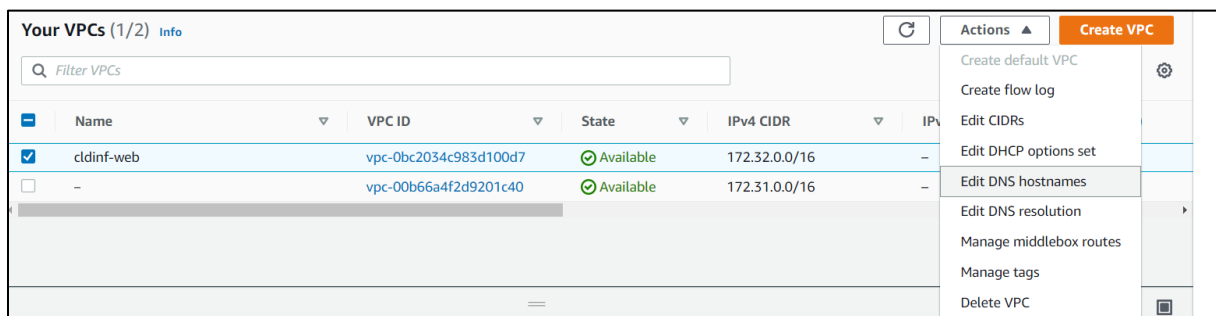 Your VPCs (1/2) Info
Actions
Create VPC
Filter VPCs
Create default VPC
Create flow log
Edit CIDRs
Edit DHCP options set
Edit DNS hostnames
Edit DNS resolution
Manage middlebox routes
Manage tags
Delete VPC
Name VPC ID State IPv4 CIDR
cldinf-web vpc-0bc2034c983d100d7 Available 172.32.0.0/16 –
– vpc-00b66a4f2d9201c40 Available 172.31.0.0/16 –